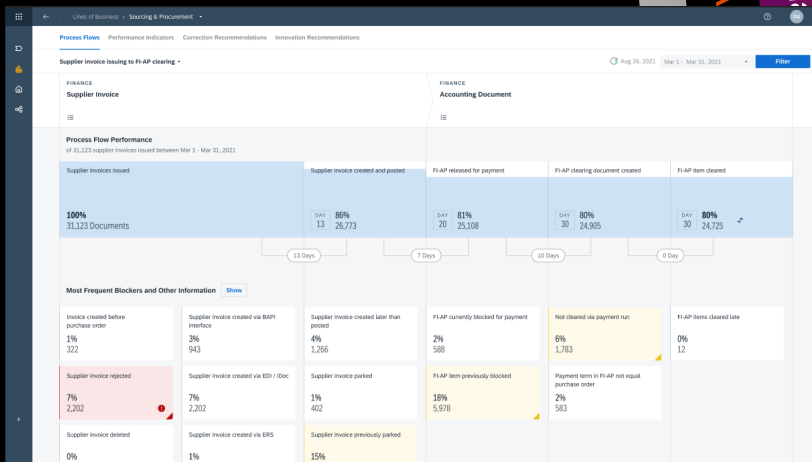 Lines of Business › Sourcing & Procurement
DU
Process Flows Performance Indicators Correction Recommendations Innovation Recommendations
Supplier invoice issuing to FI-AP clearing
Aug 26, 2021
Mar 1 - Mar 31, 2021
Filter
FINANCE
Supplier Invoice
FINANCE
Accounting Document
Process Flow Performance
of 31,123 supplier invoices issued between Mar 1 - Mar 31, 2021
Supplier invoices issued
100%
31,123 Documents
Supplier invoice created and posted
DAY 13
86%
26,773
FI-AP released for payment
DAY 20
81%
25,108
FI-AP clearing document created
DAY 30
80%
24,905
FI-AP item cleared
DAY 30
80%
24,725
13 Days
7 Days
10 Days
0 Day
Most Frequent Blockers and Other Information
Show
Invoice created before
purchase order
1%
322
Supplier invoice created via BAPI
interface
3%
943
Supplier invoice created later than
posted
4%
1,266
FI-AP currently blocked for payment
2%
588
Not cleared via payment run
6%
1,783
FI-AP items cleared late
0%
12
Supplier invoice rejected
7%
2,202
Supplier invoice created via EDI / iDoc
7%
2,202
Supplier invoice parked
1%
402
FI-AP item previously blocked
18%
5,978
Payment term in FI-AP not equal
purchase order
2%
583
Supplier invoice deleted
0%
Supplier invoice created via ERS
1%
Supplier invoice previously parked
15%